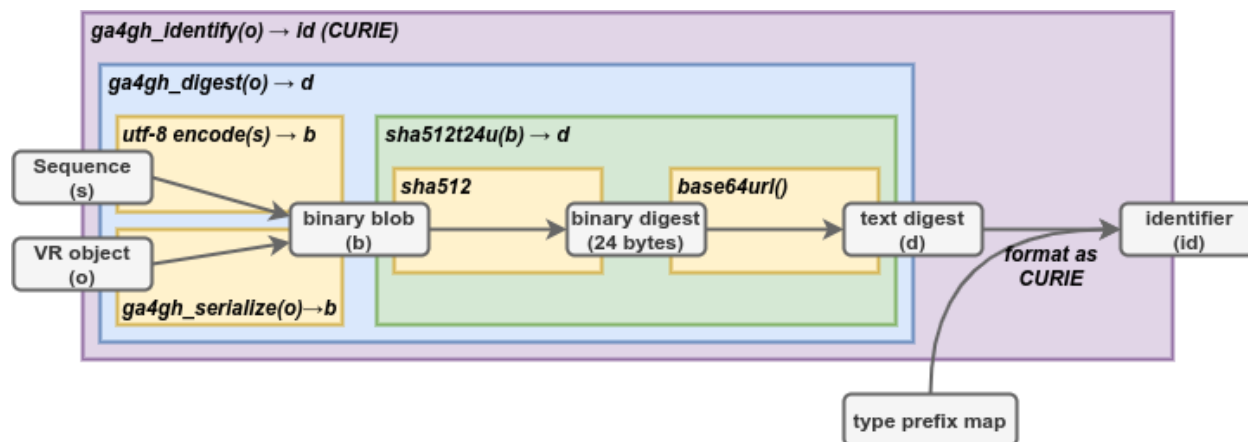 ga4gh_identify(o) → id (CURIE)
ga4gh_digest(o) → d
utf-8 encode(s) → b
sha512t24u(b) → d
Sequence
(s)
sha512
base64url()
binary blob
(b)
binary digest
(24 bytes)
text digest
(d)
identifier
(id)
VR object
(o)
format as
CURIE
ga4gh_serialize(o)→b
type prefix map